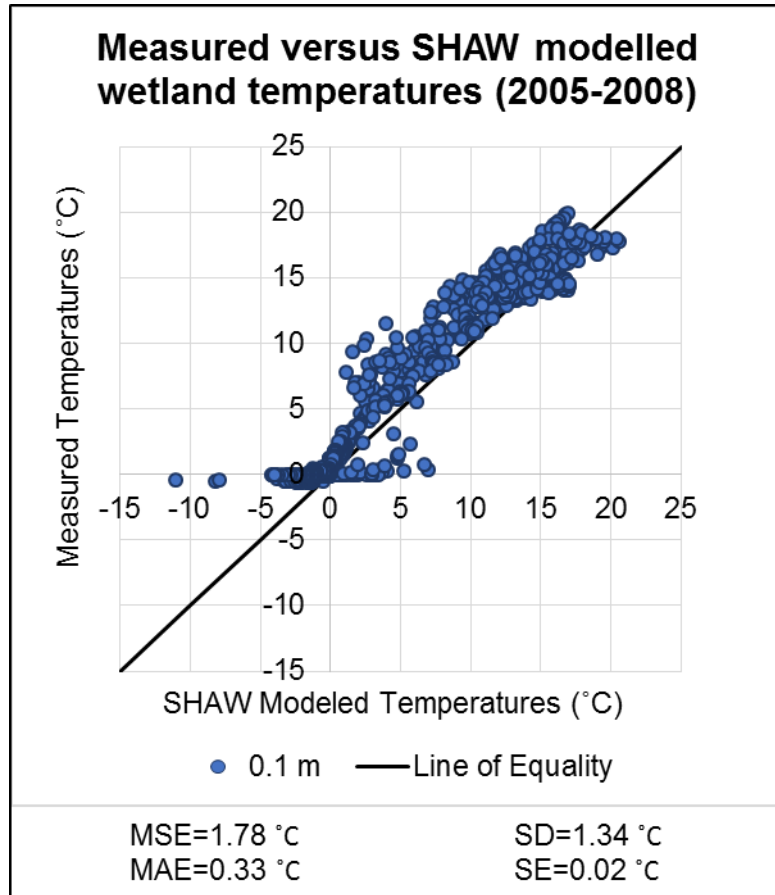 Measured versus SHAW modelled
wetland temperatures (2005-2008)
Measured Temperatures (˚C)
25
20
15
10
5
0
-15 -10 -5 0 5 10 15 20 25
-5
-10
-15
SHAW Modeled Temperatures (˚C)
0.1 m Line of Equality
MSE=1.78 ˚C SD=1.34 ˚C
MAE=0.33 ˚C SE=0.02 ˚C